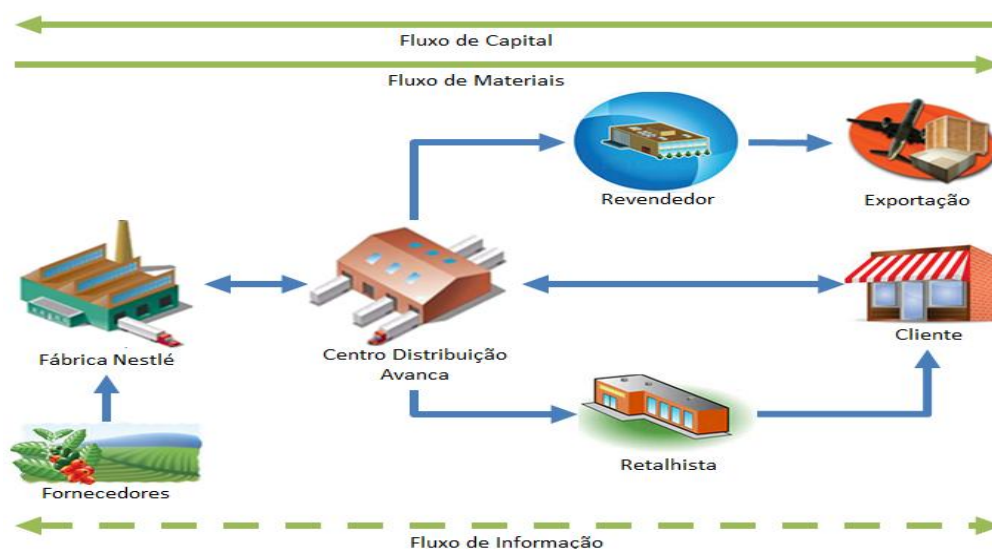 Fluxo de Capital
Fluxo de Materiais
Revendedor
Exportação
Fábrica Nestlé
Centro Distribuição
Avanca
Cliente
Retalhista
Fornecedores
Fluxo de Informação